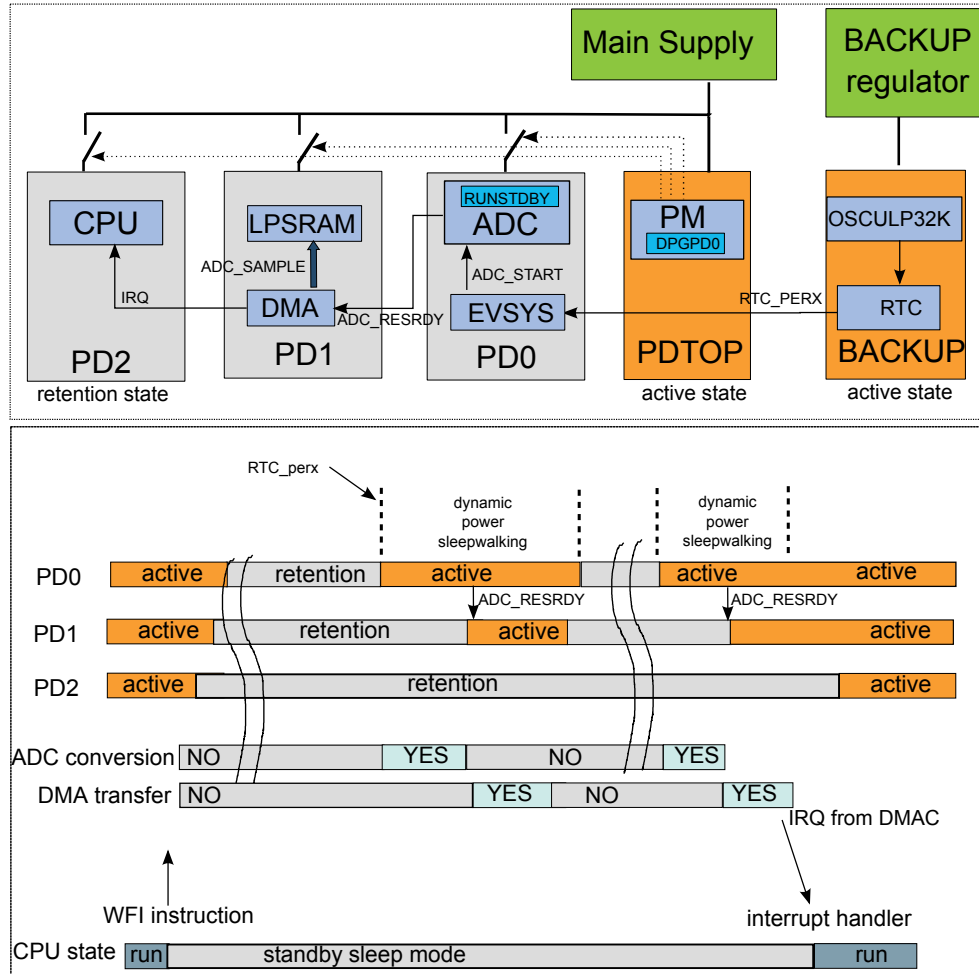 Main Supply
BACKUP
regulator
CPU
LPSRAM
RUNSTDBY
ADC
PM
DPGPD0
OSCULP32K
ADC_SAMPLE
ADC_START
IRQ
DMA
ADC_RESRDY
EVSYS
RTC_PERX
RTC
PD2
PD1
PD0
PDTOP
BACKUP
retention state
active state
active state
RTC_perx
dynamic
power
sleepwalking
dynamic
power
sleepwalking
PD0
active
retention
active
active
active
ADC_RESRDY
ADC_RESRDY
PD1
active
retention
active
active
PD2
active
retention
active
ADC conversion
NO
YES
NO
YES
DMA transfer
NO
YES
NO
YES
IRQ from DMAC
WFI instruction
interrupt handler
CPU state
run
standby sleep mode
run